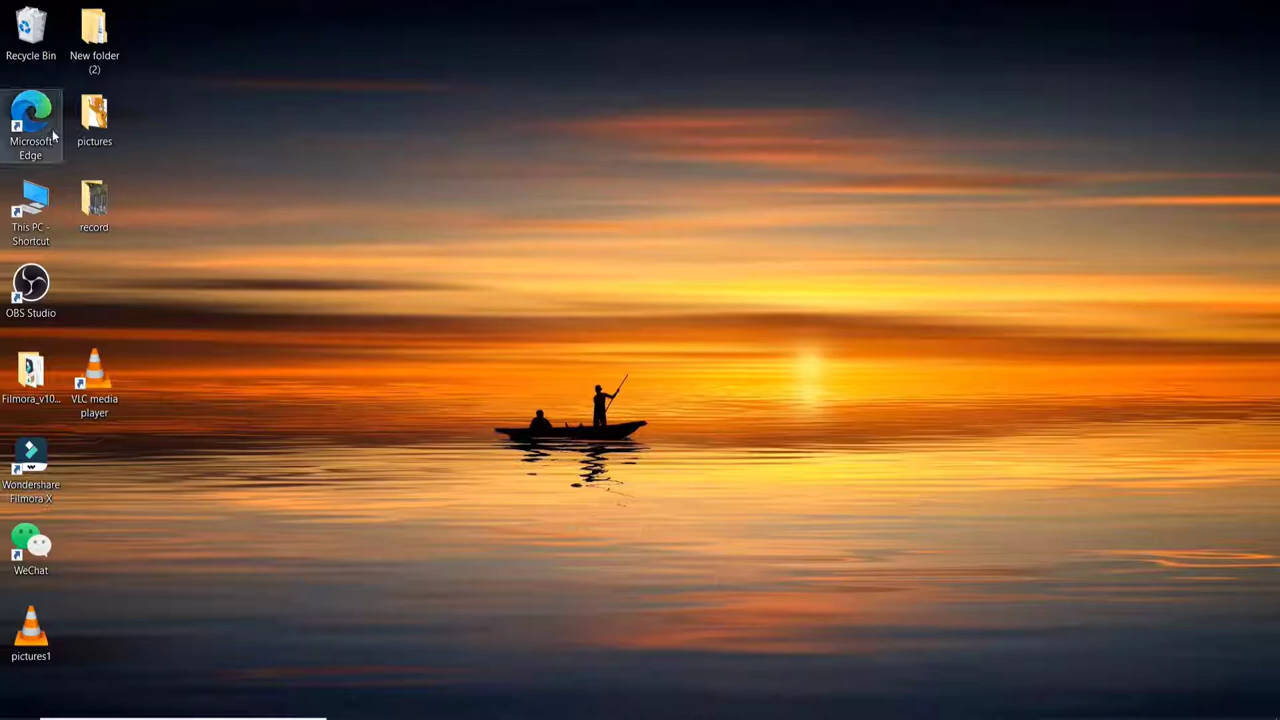 Recycle Bin
New folder
(2)
Microsoft
Edge
pictures
This PC -
Shortcut
record
OBS Studio
Filmora_v10...
VLC media
player
Wondershare
Filmora X
WeChat
pictures1